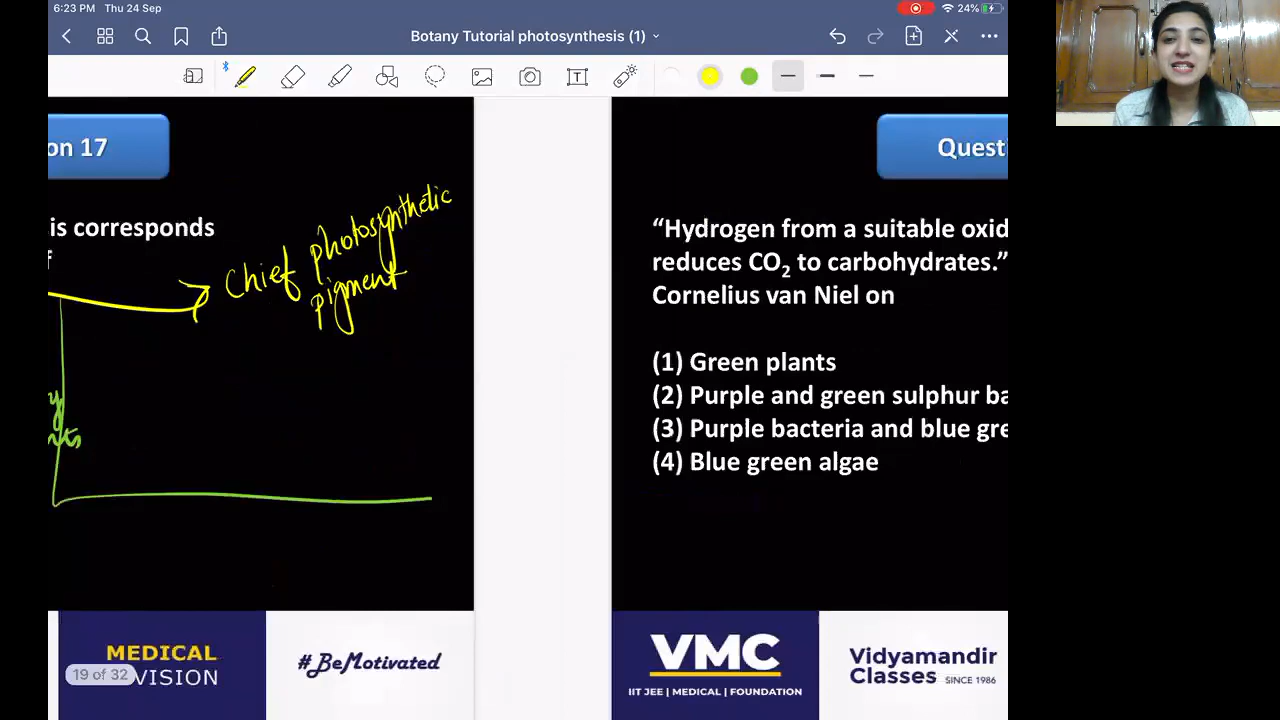 6:23 PM Thu 24 Sep
24%
Botany Tutorial photosynthesis (1)
T
on 17
is corresponds
f
Chief photosynthetic
pigment
y
nts
MEDICAL
VISION
#BeMotivated
19 of 32
Questi
“Hydrogen from a suitable oxid
reduces CO₂ to carbohydrates.”
Cornelius van Niel on
(1) Green plants
(2) Purple and green sulphur ba
(3) Purple bacteria and blue gre
(4) Blue green algae
VMC
IIT JEE | MEDICAL | FOUNDATION
Vidyamandir
Classes SINCE 1986